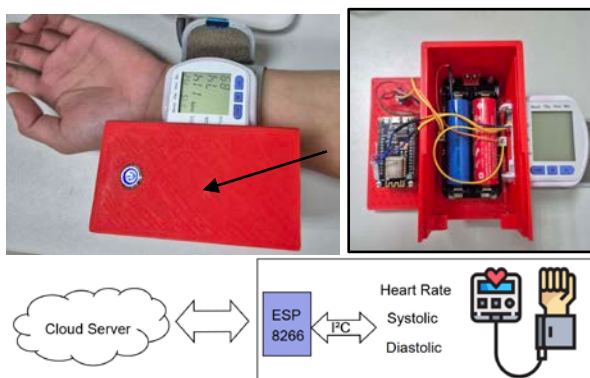 Cloud Server
ESP
8266
I²C
Heart Rate
Systolic
Diastolic